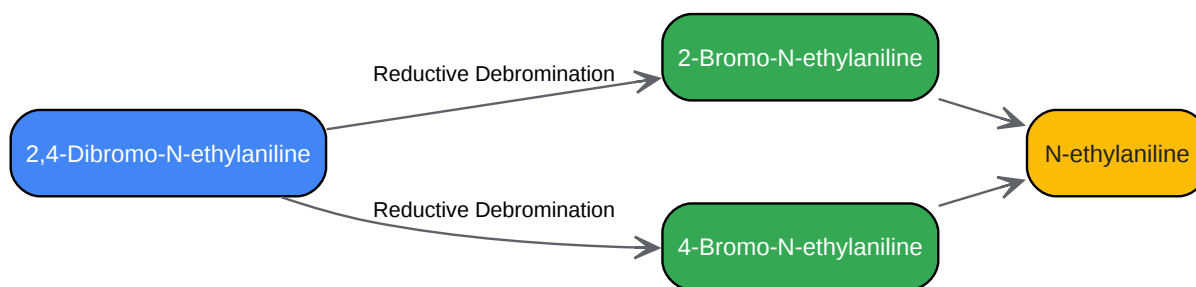 2-Bromo-N-ethylaniline
Reductive Debromination
2,4-Dibromo-N-ethylaniline
N-ethylaniline
Reductive Debromination
4-Bromo-N-ethylaniline